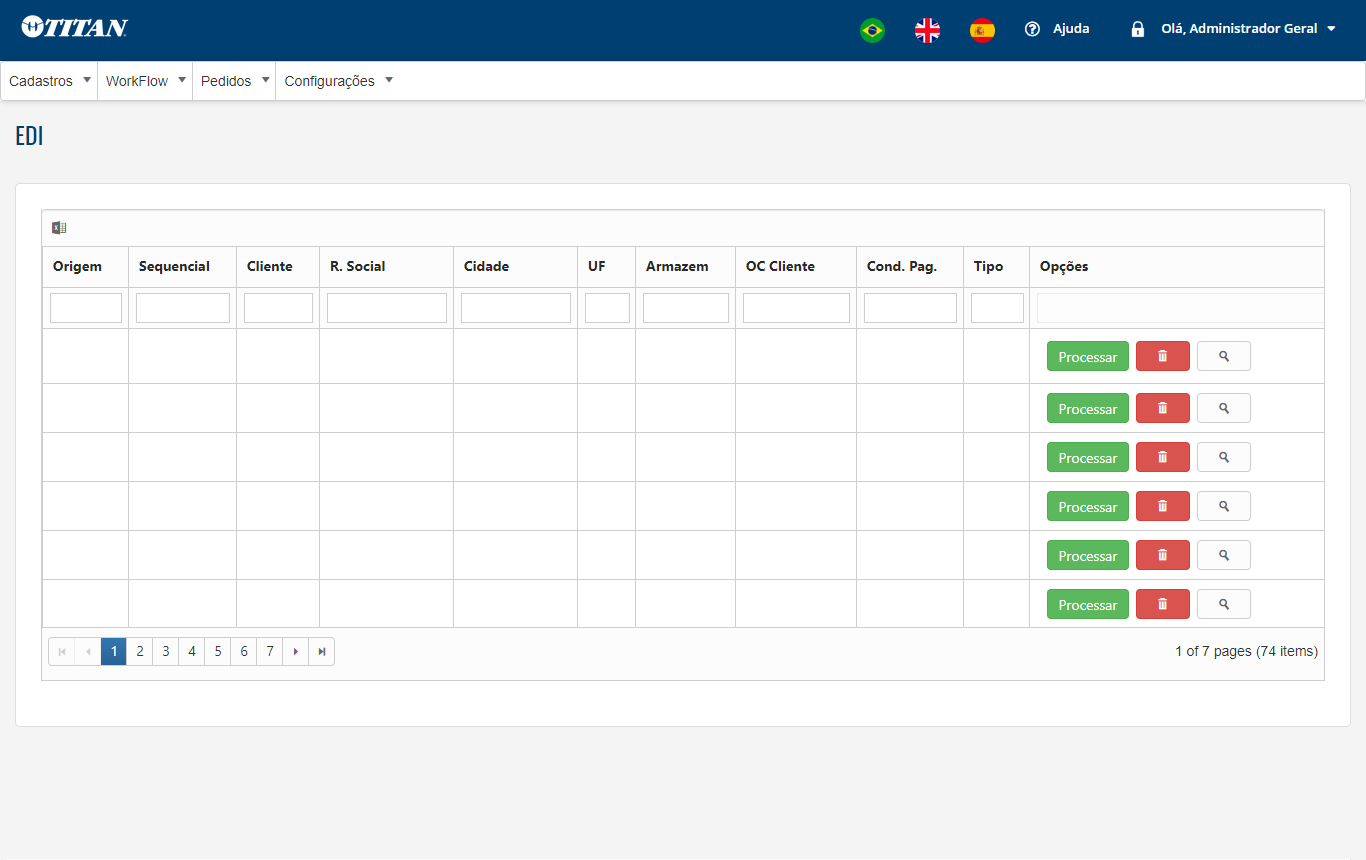 TITAN
Ajuda
Olá, Administrador Geral
Cadastros WorkFlow Pedidos Configurações
EDI
Origem Sequencial Cliente R. Social Cidade UF Armazem OC Cliente Cond. Pag. Tipo Opções
Processar
Processar
Processar
Processar
Processar
Processar
1 2 3 4 5 6 7
1 of 7 pages (74 items)